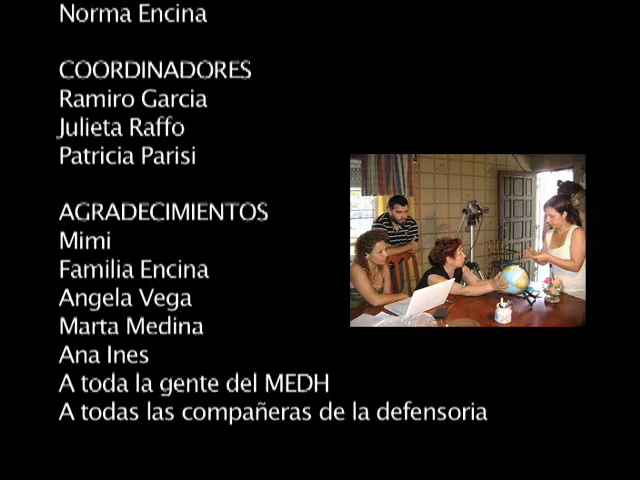 Norma Encina
COORDINADORES
Ramiro Garcia
Julieta Raffo
Patricia Parisi
AGRADECIMIENTOS
Mimi
Familia Encina
Angela Vega
Marta Medina
Ana Ines
A toda la gente del MEDH
A todas las compañeras de la defensoria